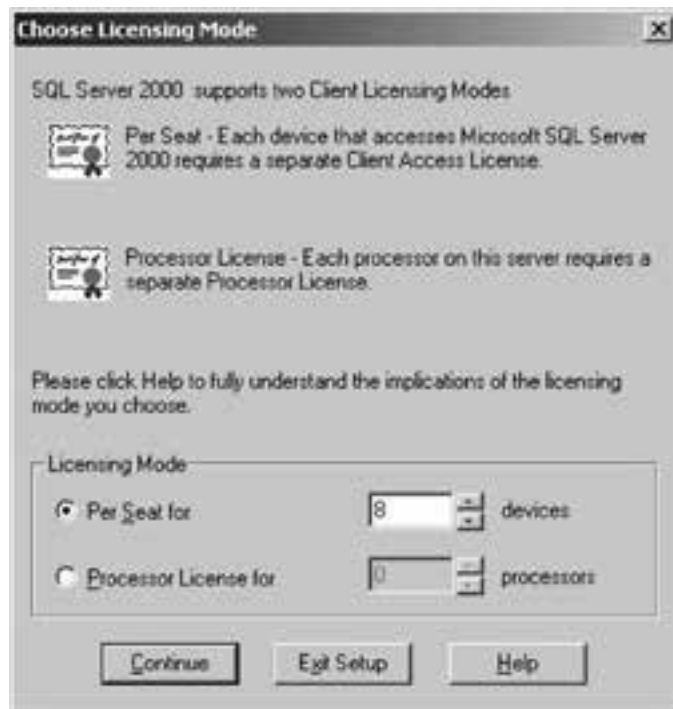 Choose Licensing Mode
SQL Server 2000 supports two Client Licensing Modes
Per Seat - Each device that accesses Microsoft SQL Server
2000 requires a separate Client Access License.
Processor License - Each processor on this server requires a
separate Processor License.
Please click Help to fully understand the implications of the licensing
mode you choose.
Licensing Mode
Per Seat for 8 devices
Processor License for 0 processors
Continue Exit Setup Help